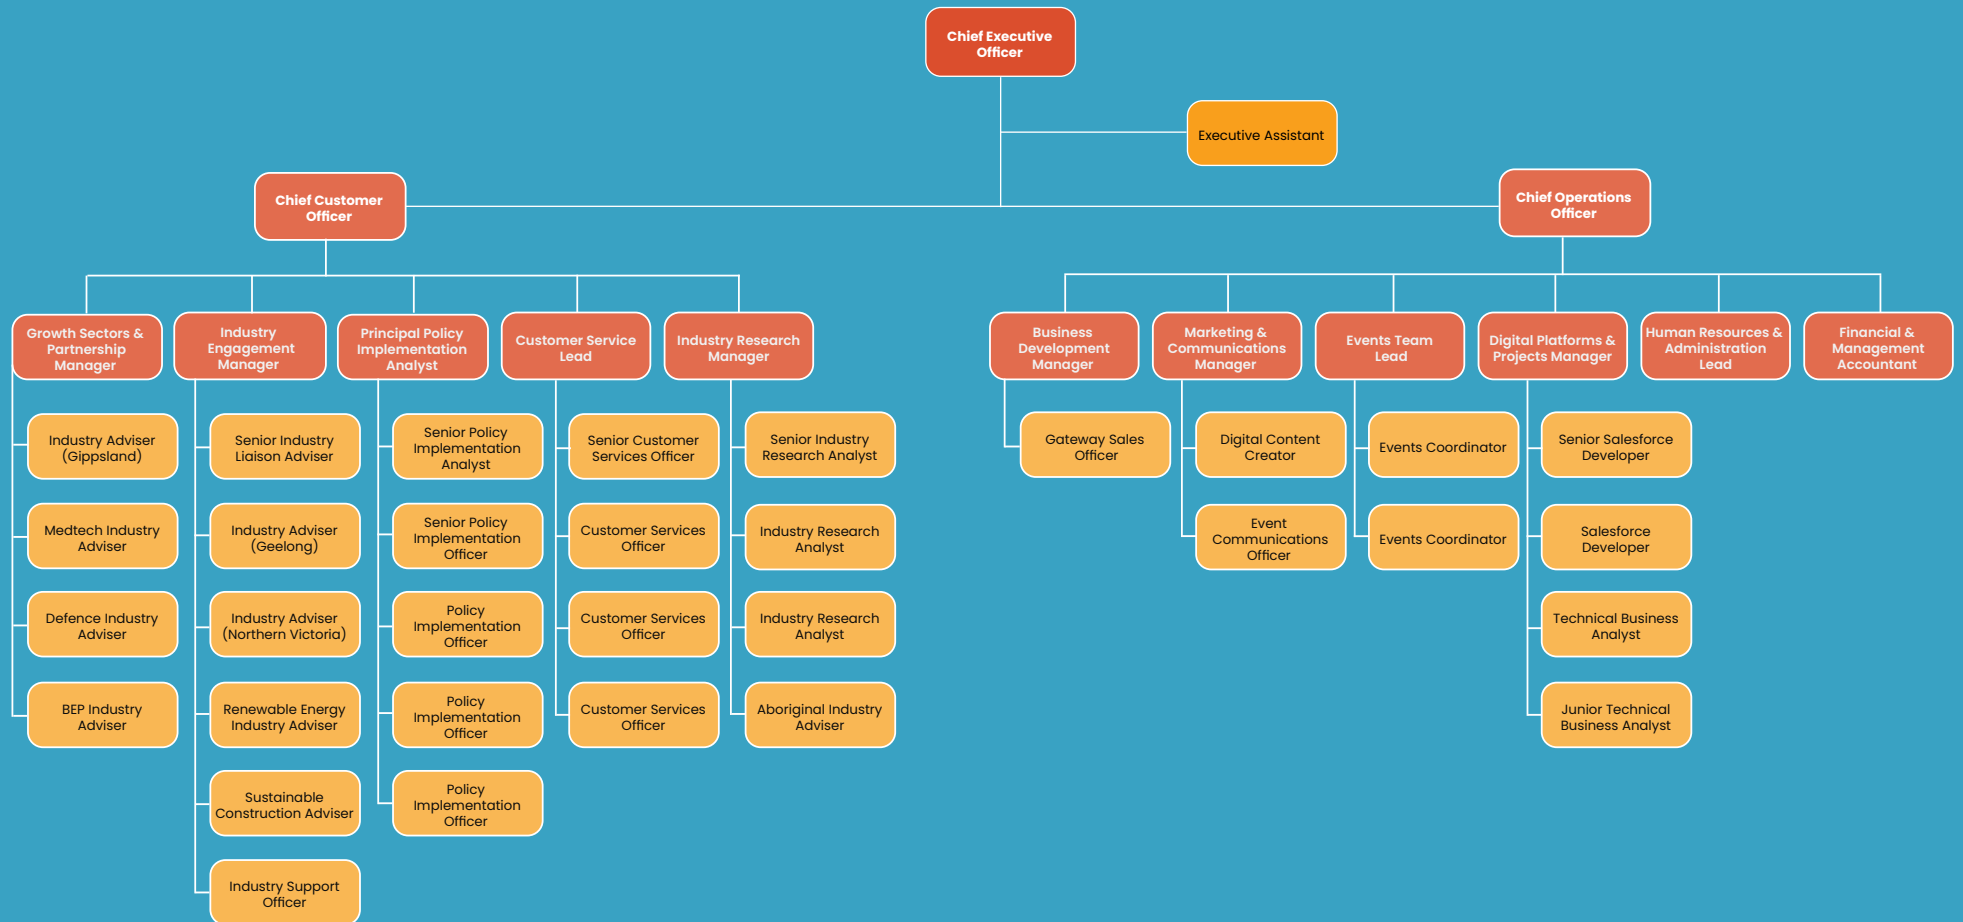 Chief Executive
Officer
Executive Assistant
Chief Customer
Officer
Chief Operations
Officer
Growth Sectors &
Partnership
Manager
Industry
Engagement
Manager
Principal Policy
Implementation
Analyst
Customer Service
Lead
Industry Research
Manager
Business
Development
Manager
Marketing &
Communications
Manager
Events Team
Lead
Digital Platforms &
Projects Manager
Human Resources &
Administration
Lead
Financial &
Management
Accountant
Industry Adviser
(Gippsland)
Senior Industry
Liaison Adviser
Senior Policy
Implementation
Analyst
Senior Customer
Services Officer
Senior Industry
Research Analyst
Gateway Sales
Officer
Digital Content
Creator
Events Coordinator
Senior Salesforce
Developer
Medtech Industry
Adviser
Industry Adviser
(Geelong)
Senior Policy
Implementation
Officer
Customer Services
Officer
Industry Research
Analyst
Event
Communications
Officer
Events Coordinator
Salesforce
Developer
Defence Industry
Adviser
Industry Adviser
(Northern Victoria)
Policy
Implementation
Officer
Customer Services
Officer
Industry Research
Analyst
Technical Business
Analyst
BEP Industry
Adviser
Renewable Energy
Industry Adviser
Policy
Implementation
Officer
Customer Services
Officer
Aboriginal Industry
Adviser
Junior Technical
Business Analyst
Sustainable
Construction Adviser
Policy
Implementation
Officer
Industry Support
Officer